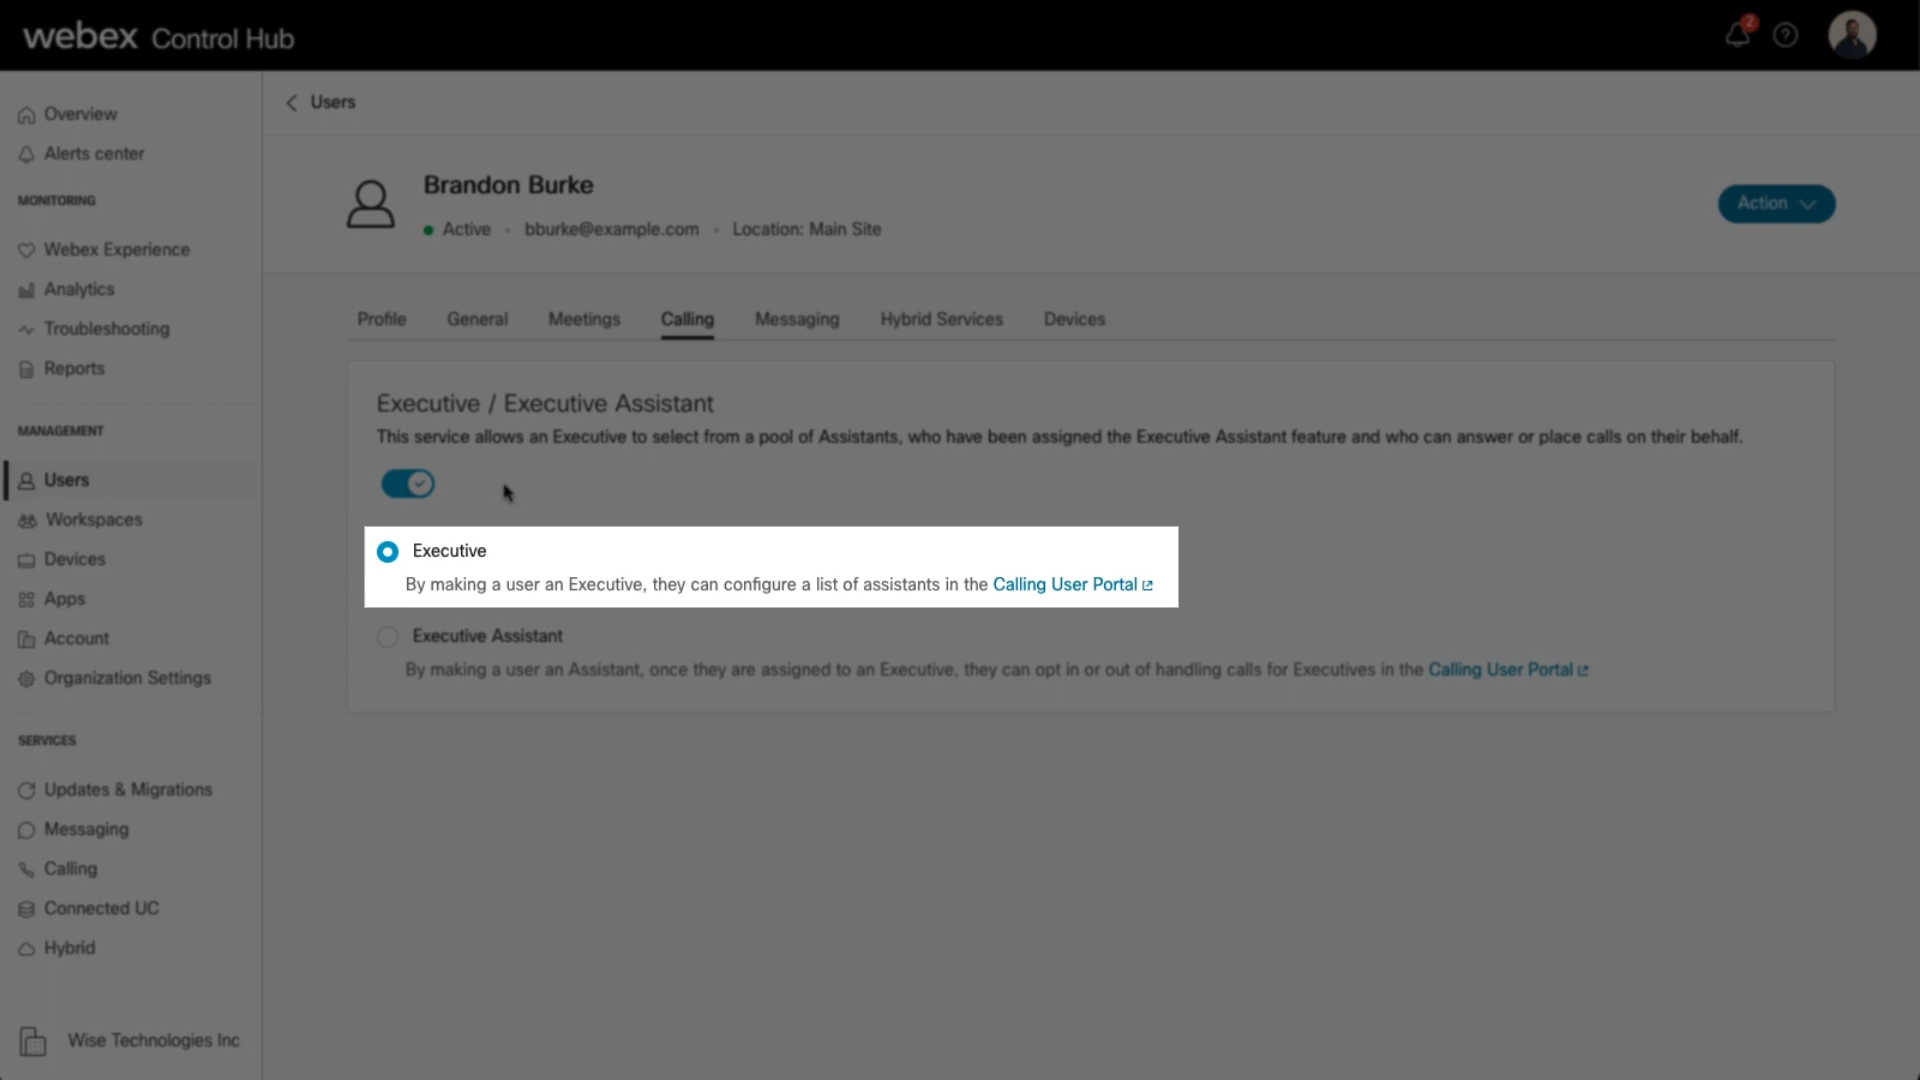 webex Control Hub
2
Overview
Alerts center
MONITORING
Webex Experience
Analytics
Troubleshooting
Reports
MANAGEMENT
Users
Workspaces
Devices
Apps
Account
Organization Settings
SERVICES
Updates & Migrations
Messaging
Calling
Connected UC
Hybrid
Wise Technologies Inc
Users
Brandon Burke
Active • bburke@example.com • Location: Main Site
Action
Profile General Meetings Calling Messaging Hybrid Services Devices
Executive / Executive Assistant
This service allows an Executive to select from a pool of Assistants, who have been assigned the Executive Assistant feature and who can answer or place calls on their behalf.
Executive
By making a user an Executive, they can configure a list of assistants in the Calling User Portal
Executive Assistant
By making a user an Assistant, once they are assigned to an Executive, they can opt in or out of handling calls for Executives in the Calling User Portal